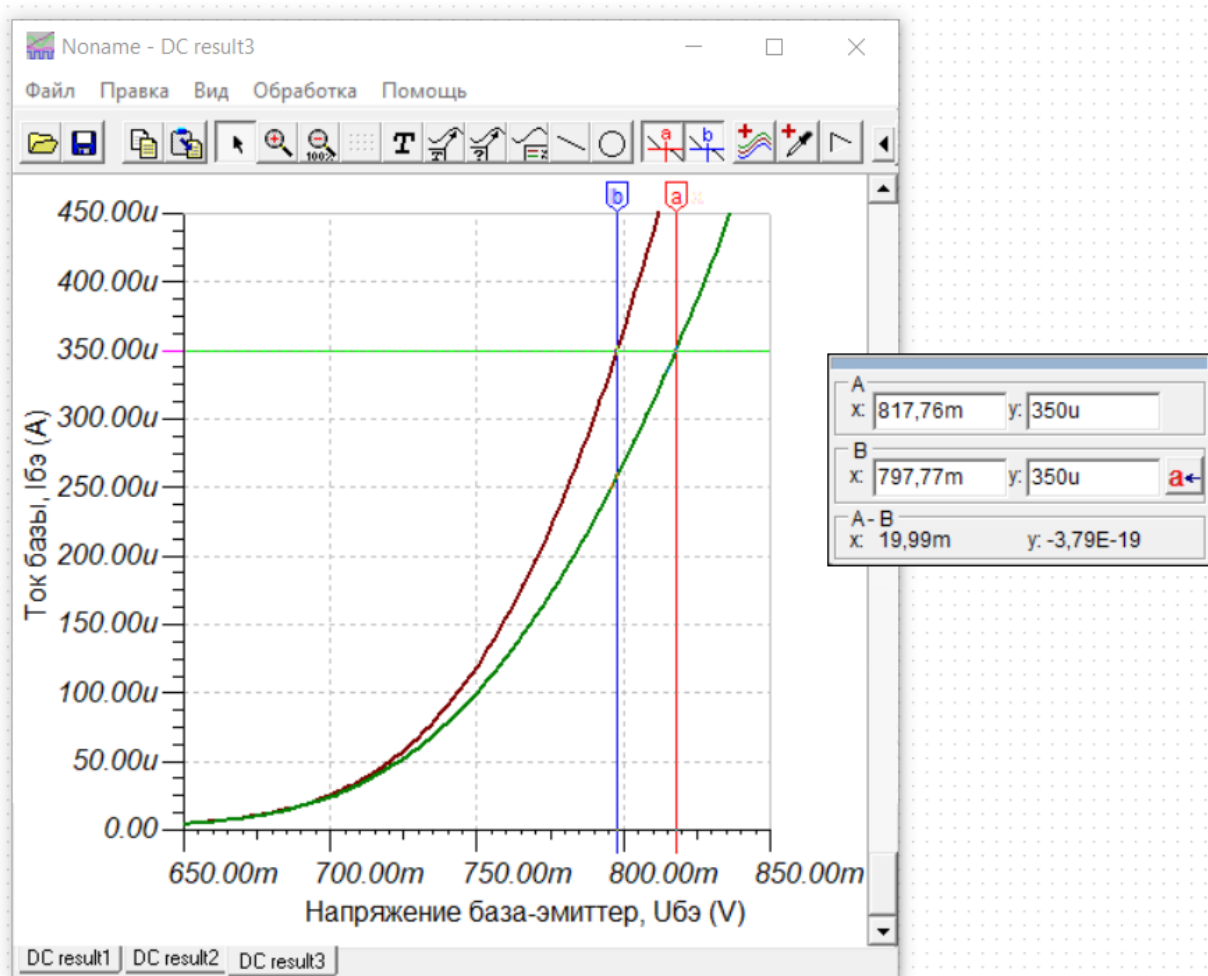 Noname - DC result3
Файл Правка Вид Обработка Помощь
100%
T
a
b
b
a
450.00u
400.00u
350.00u
300.00u
250.00u
200.00u
150.00u
100.00u
50.00u
0.00
Ток базы, Iбэ (A)
650.00m 700.00m 750.00m 800.00m 850.00m
Напряжение база-эмиттер, Uбэ (V)
A
x: 817,76m y: 350u
B
x: 797,77m y: 350u a←
A - B
x: 19,99m y: -3,79E-19
DC result1 DC result2 DC result3